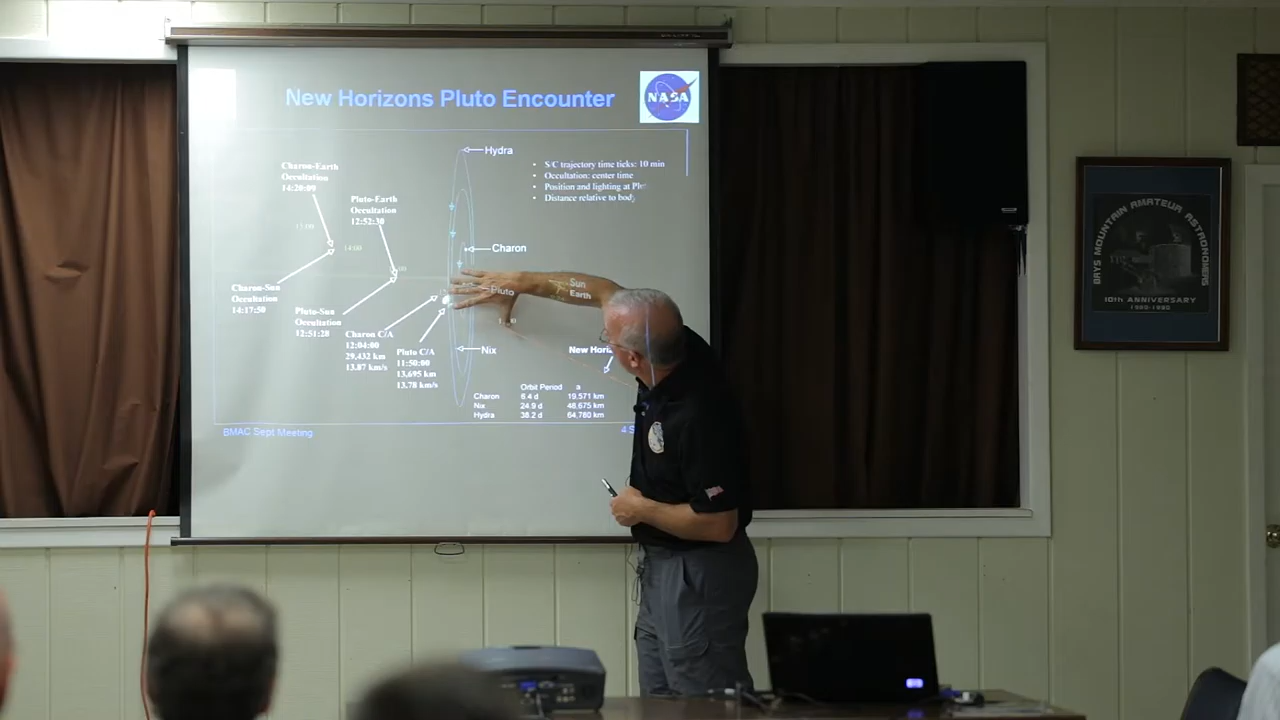 New Horizons Pluto Encounter
NASA
Hydra
Charon-Earth
Occultation
14:20:09
S/C trajectory time ticks: 10 min
Occultation: center time
Position and lighting at
Distance relative to body
Pluto-Earth
Occultation
12:52:30
14:00
Charon
Charon-Sun
Occultation
14:17:50
Pluto
Sun
Earth
Pluto-Sun
Occultation
12:51:28
Charon C/A
12:04:00
29,432 km
13.87 km/s
Pluto C/A
11:50:00
13,695 km
13.78 km/s
Nix
New
Orbit Period a
Charon 6.4 d 19,571 km
Nix 24.9 d 48,675 km
Hydra 38.2 d 64,780 km
BMAC Sept Meeting
BAYS MOUNTAIN AMATEUR ASTRONOMERS
10th ANNIVERSARY